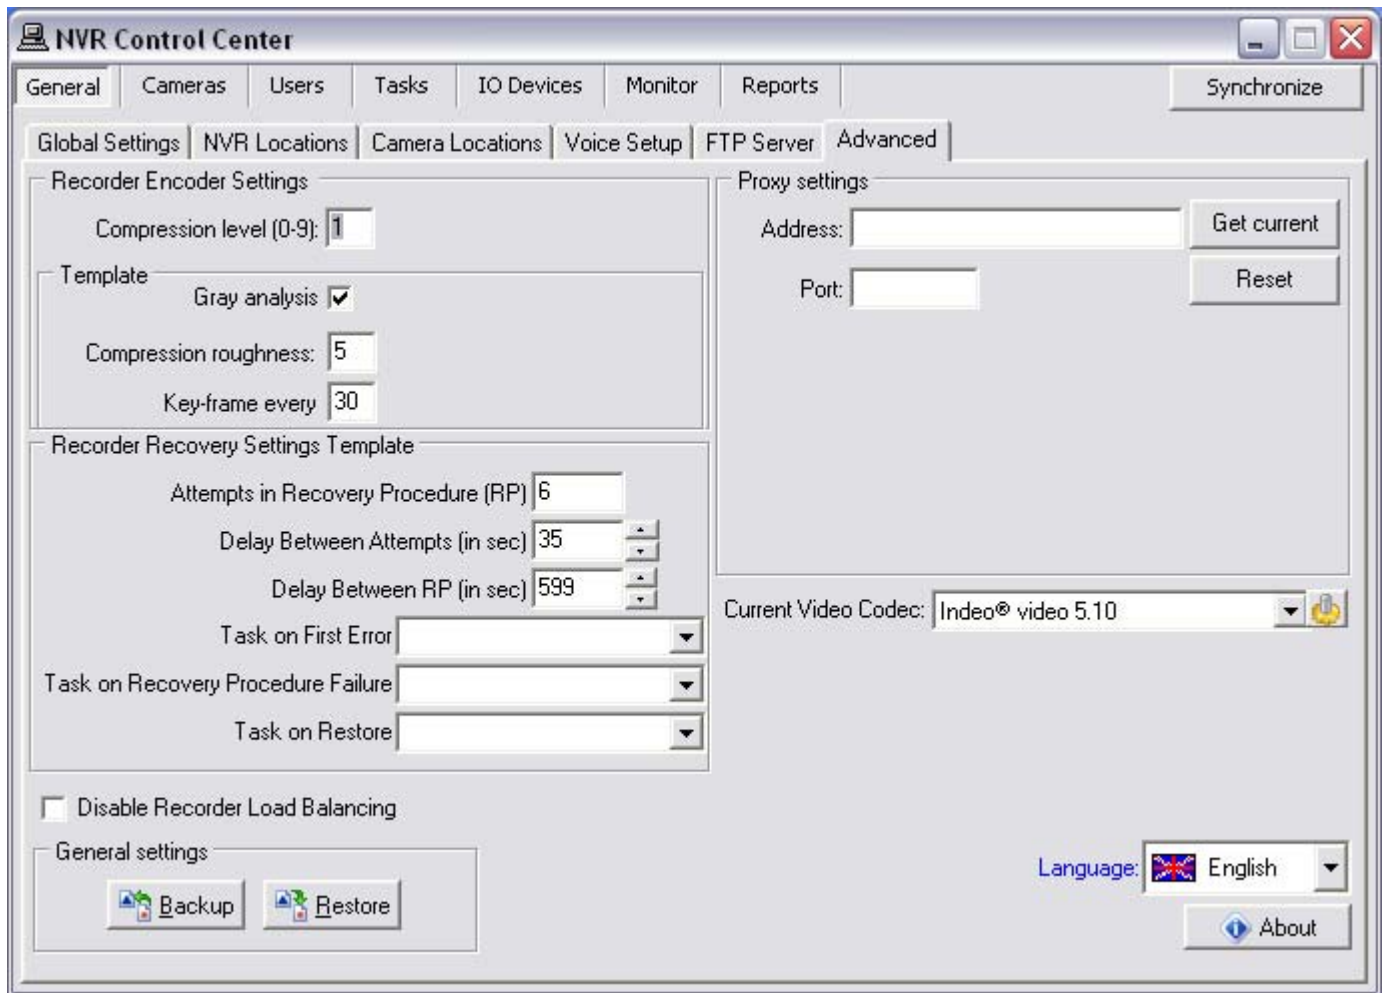 NVR Control Center
General Cameras Users Tasks IO Devices Monitor Reports Synchronize
Global Settings NVR Locations Camera Locations Voice Setup FTP Server Advanced
Recorder Encoder Settings
Compression level (0-9): 1
Template
Gray analysis
Compression roughness: 5
Key-frame every 30
Recorder Recovery Settings Template
Attempts in Recovery Procedure (RP) 6
Delay Between Attempts (in sec) 35
Delay Between RP (in sec) 599
Task on First Error
Task on Recovery Procedure Failure
Task on Restore
Disable Recorder Load Balancing
General settings
Backup Restore
Proxy settings
Address: Get current
Port: Reset
Current Video Codec: Indeo® video 5.10
Language: English
About